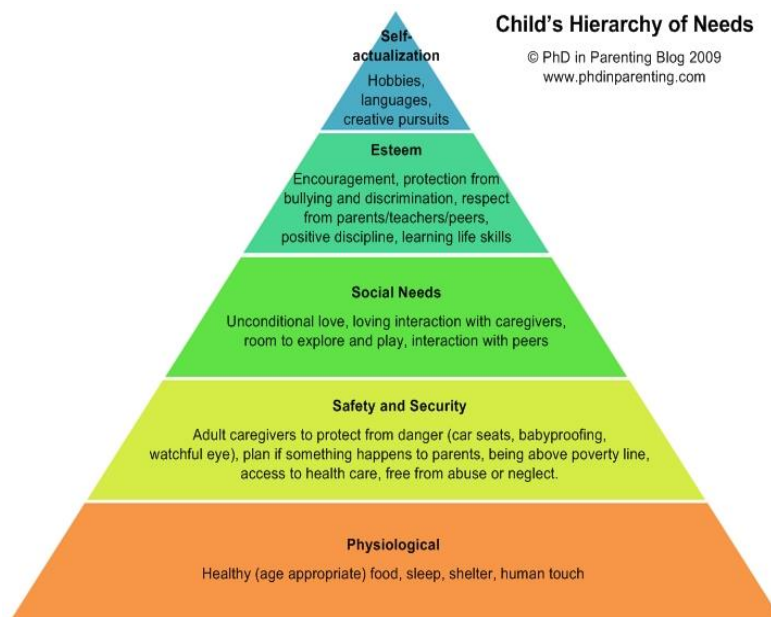 Child's Hierarchy of Needs
© PhD in Parenting Blog 2009
www.phdinparenting.com
Self-
actualization
Hobbies,
languages,
creative pursuits
Esteem
Encouragement, protection from
bullying and discrimination, respect
from parents/teachers/peers,
positive discipline, learning life skills
Social Needs
Unconditional love, loving interaction with caregivers,
room to explore and play, interaction with peers
Safety and Security
Adult caregivers to protect from danger (car seats, babyproofing,
watchful eye), plan if something happens to parents, being above poverty line,
access to health care, free from abuse or neglect.
Physiological
Healthy (age appropriate) food, sleep, shelter, human touch